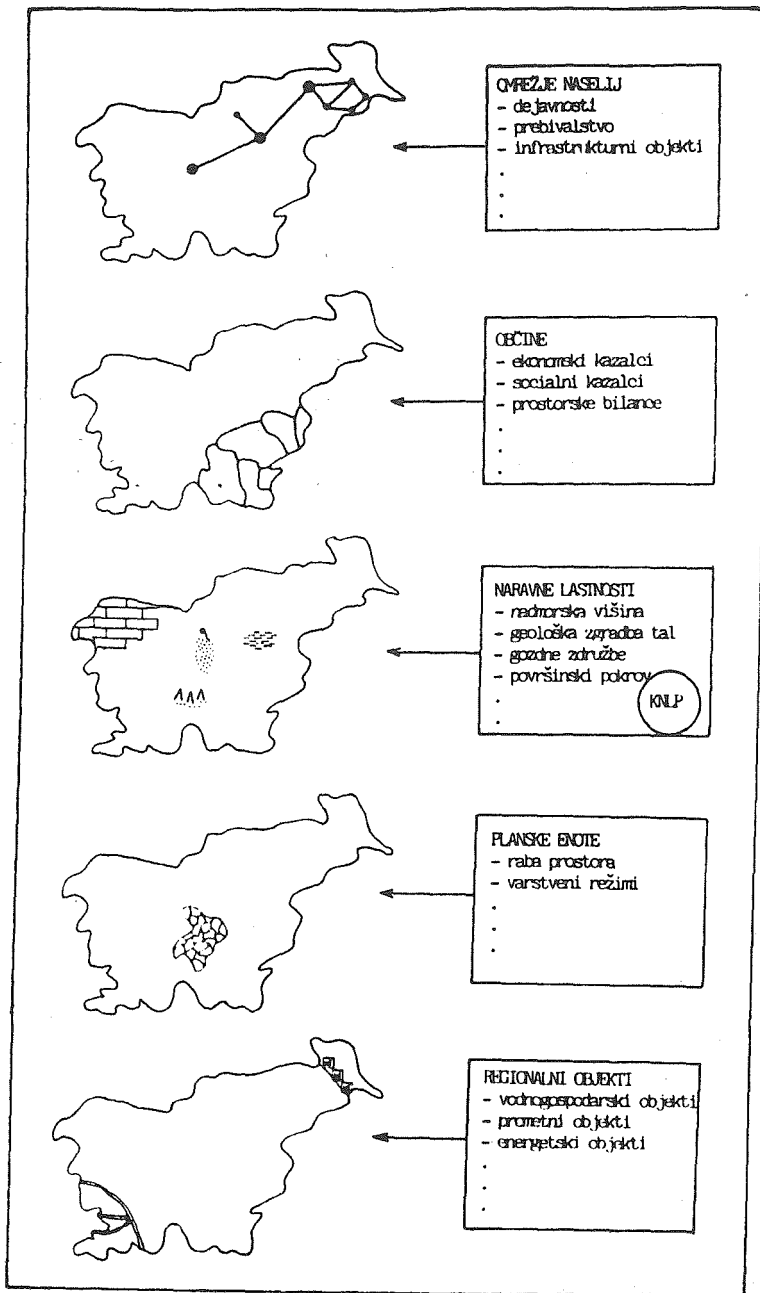 OMREŽJE NASELIJ
- dejavnosti
- prebivalstvo
- infrastrukturni objekti
.
.
.
OBČINE
- ekonomski kazalci
- socialni kazalci
- prostorske bilance
.
.
.
NARAVNE LASTNOSTI
- nadmorska višina
- geološka zgradba tal
- gozdne združbe
- površinski pokrov
.
.
KNLP
PLANSKE ENOTE
- raba prostora
- varstveni režimi
.
.
.
REGIONALNI OBJEKTI
- vodnogospodarski objekti
- prometni objekti
- energetski objekti
.
.
.